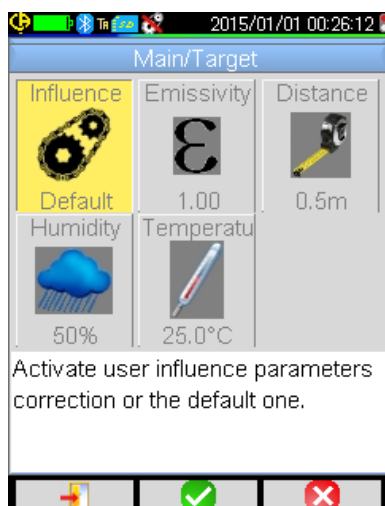 2015/01/01 00:26:12
Main/Target
Influence Emissivity Distance
ε
Default 1.00 0.5m
Humidity Temperatu
50% 25.0°C
Activate user influence parameters
correction or the default one.